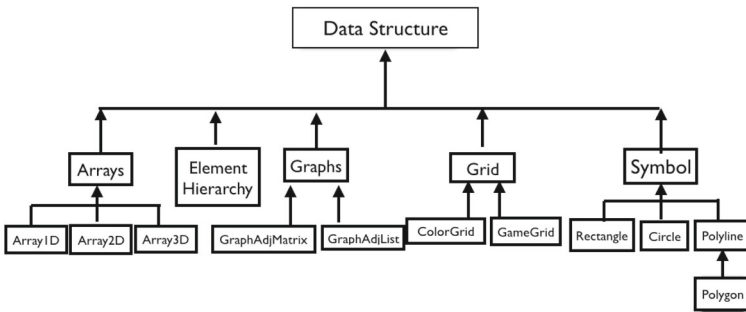 Data Structure
Arrays
Element
Hierarchy
Graphs
Grid
Symbol
Array1D
Array2D
Array3D
GraphAdjMatrix
GraphAdjList
ColorGrid
GameGrid
Rectangle
Circle
Polyline
Polygon